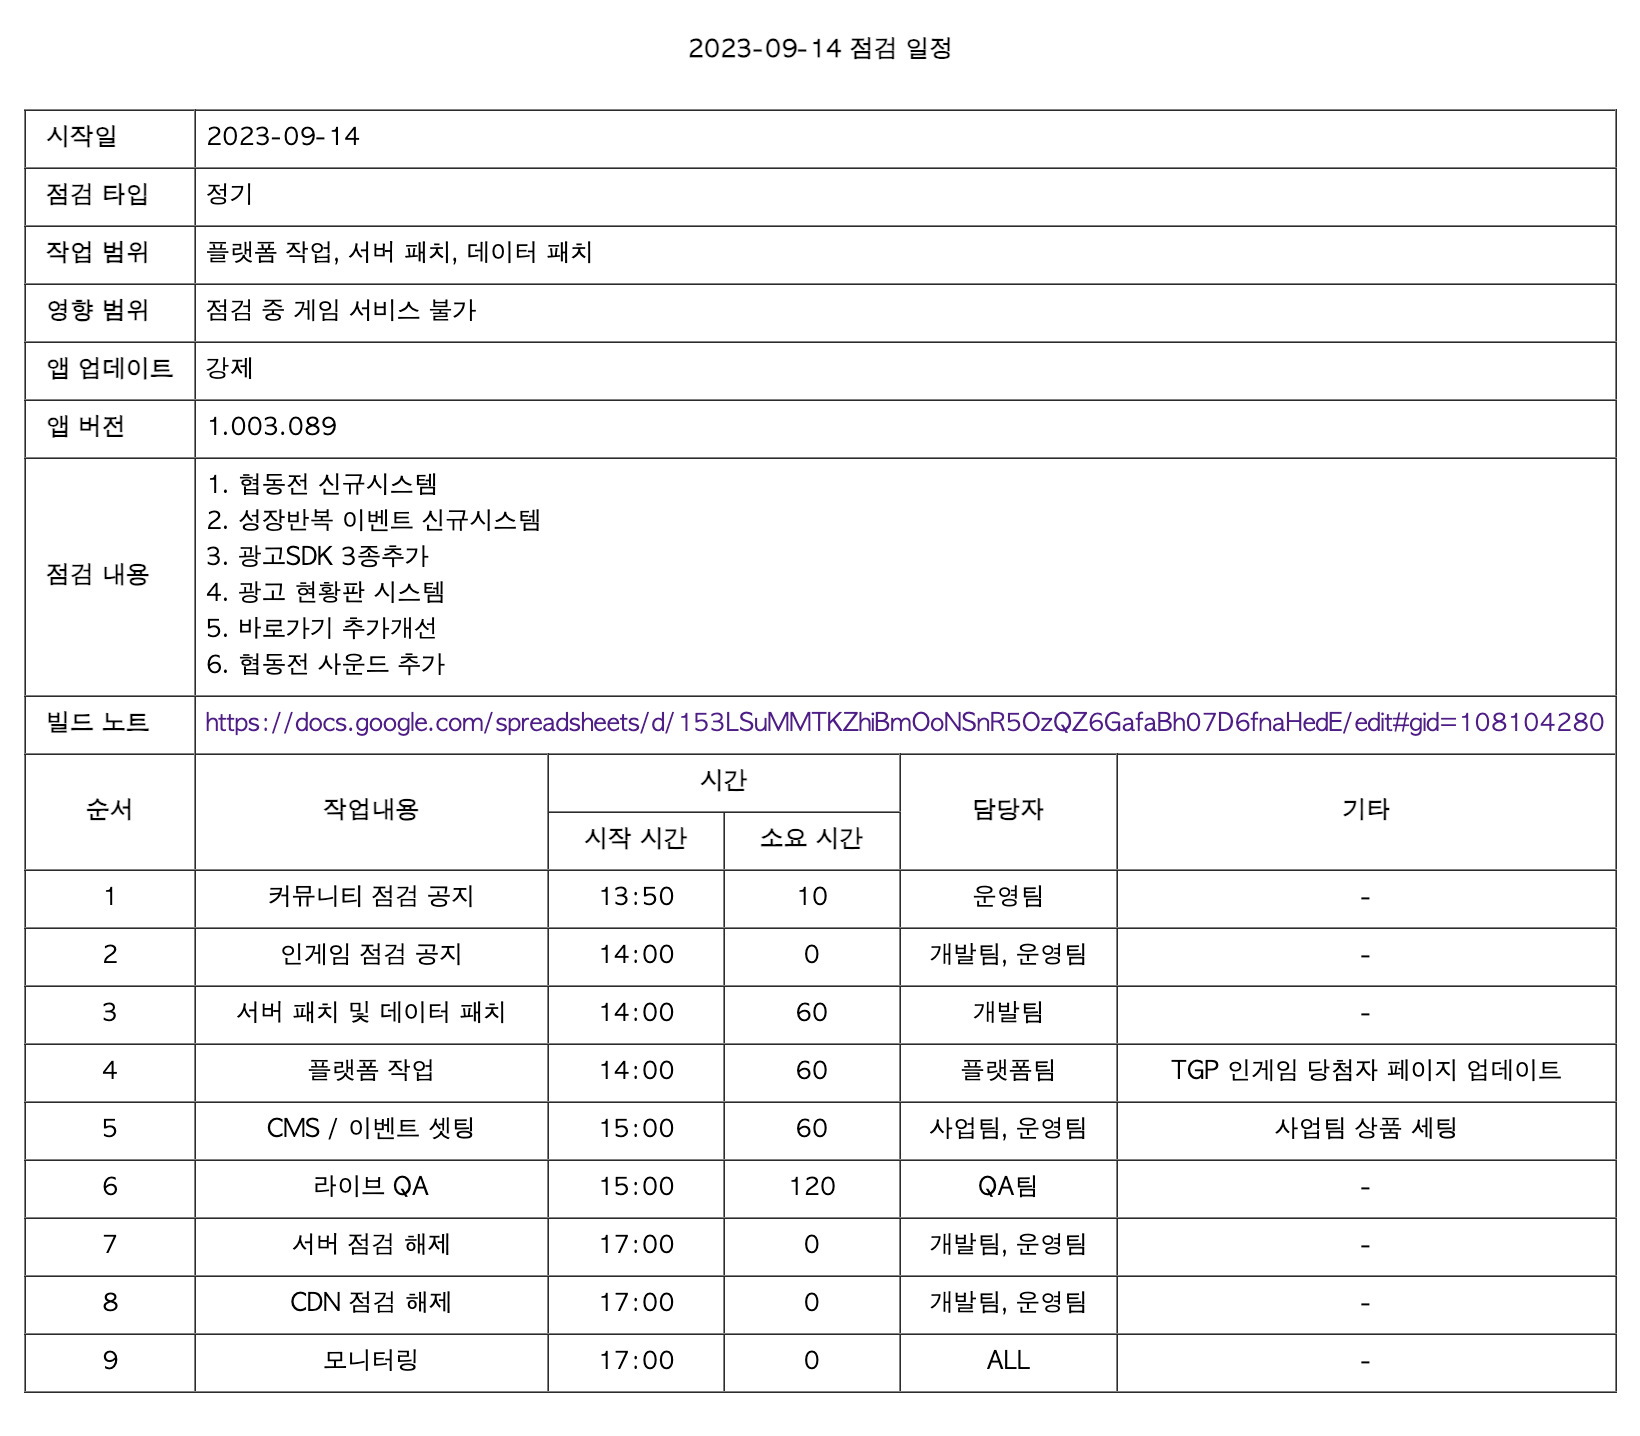 2023-09-14 점검 일정
시작일 2023-09-14
점검 타입 정기
작업 범위 플랫폼 작업, 서버 패치, 데이터 패치
영향 범위 점검 중 게임 서비스 불가
앱 업데이트 강제
앱 버전 1.003.089
점검 내용
1. 협동전 신규시스템
2. 성장반복 이벤트 신규시스템
3. 광고SDK 3종추가
4. 광고 현황판 시스템
5. 바로가기 추가개선
6. 협동전 사운드 추가
빌드 노트 https://docs.google.com/spreadsheets/d/153LSuMMTKZhiBmOoNSnR5OzQZ6GafaBh07D6fnaHedE/edit#gid=108104280
순서 작업내용 시간 담당자 기타
시작 시간 소요 시간
1 커뮤니티 점검 공지 13:50 10 운영팀 -
2 인게임 점검 공지 14:00 0 개발팀, 운영팀 -
3 서버 패치 및 데이터 패치 14:00 60 개발팀 -
4 플랫폼 작업 14:00 60 플랫폼팀 TGP 인게임 당첨자 페이지 업데이트
5 CMS / 이벤트 셋팅 15:00 60 사업팀, 운영팀 사업팀 상품 세팅
6 라이브 QA 15:00 120 QA팀 -
7 서버 점검 해제 17:00 0 개발팀, 운영팀 -
8 CDN 점검 해제 17:00 0 개발팀, 운영팀 -
9 모니터링 17:00 0 ALL -